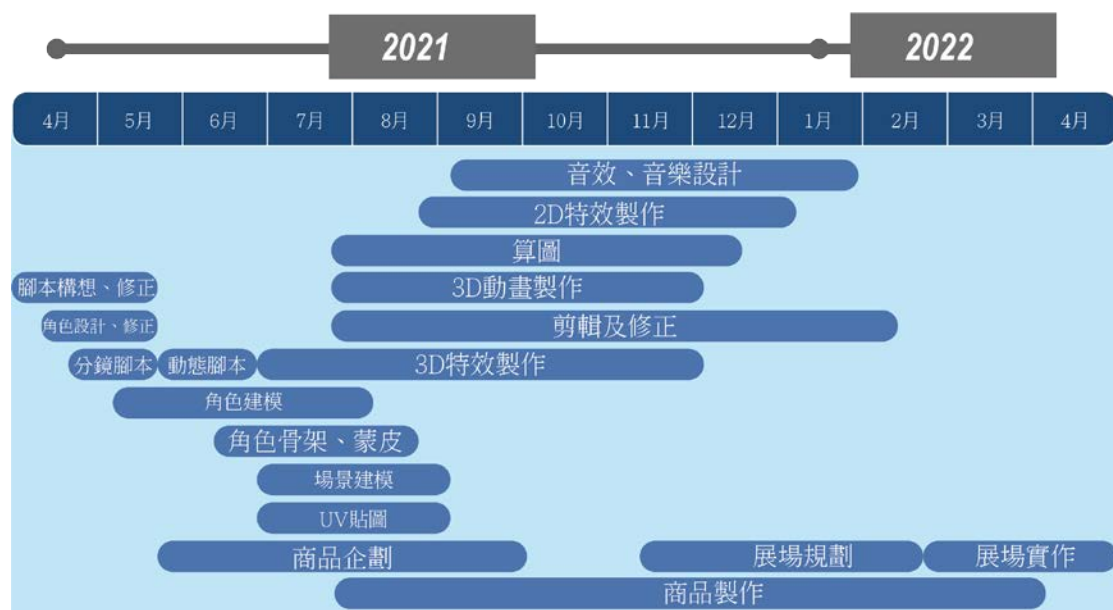 2021 2022
4月 5月 6月 7月 8月 9月 10月 11月 12月 1月 2月 3月 4月
音效、音樂設計
2D特效製作
算圖
腳本構想、修正 3D動畫製作
角色設計、修正 剪輯及修正
分鏡腳本 動態腳本 3D特效製作
角色建模
角色骨架、蒙皮
場景建模
UV貼圖
商品企劃 展場規劃 展場實作
商品製作